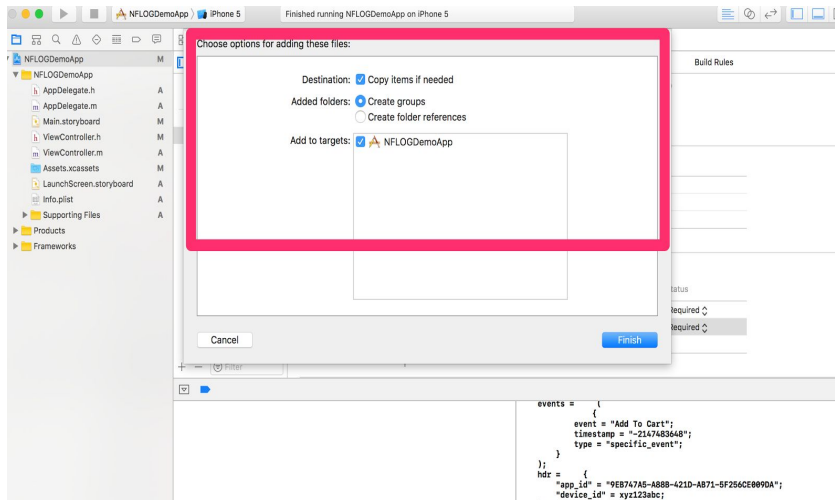 NFLOGDemoApp
iPhone 5
Finished running NFLOGDemoApp on iPhone 5
NFLOGDemoApp M
NFLOGDemoApp
AppDelegate.h A
AppDelegate.m A
Main.storyboard M
ViewController.h M
ViewController.m A
Assets.xcassets M
LaunchScreen.storyboard A
Info.plist A
Supporting Files A
Products
Frameworks
Choose options for adding these files:
Destination: Copy items if needed
Added folders: Create groups
Create folder references
Add to targets: NFLOGDemoApp
Cancel
Finish
Build Rules
Filter
events = (
{
event = "Add To Cart";
timestamp = "-2147483648";
type = "specific_event";
}
);
hdr = {
"app_id" = "9EB747A5-A88B-421D-AB71-5F256CE009DA";
"device_id" = xyz123abc;